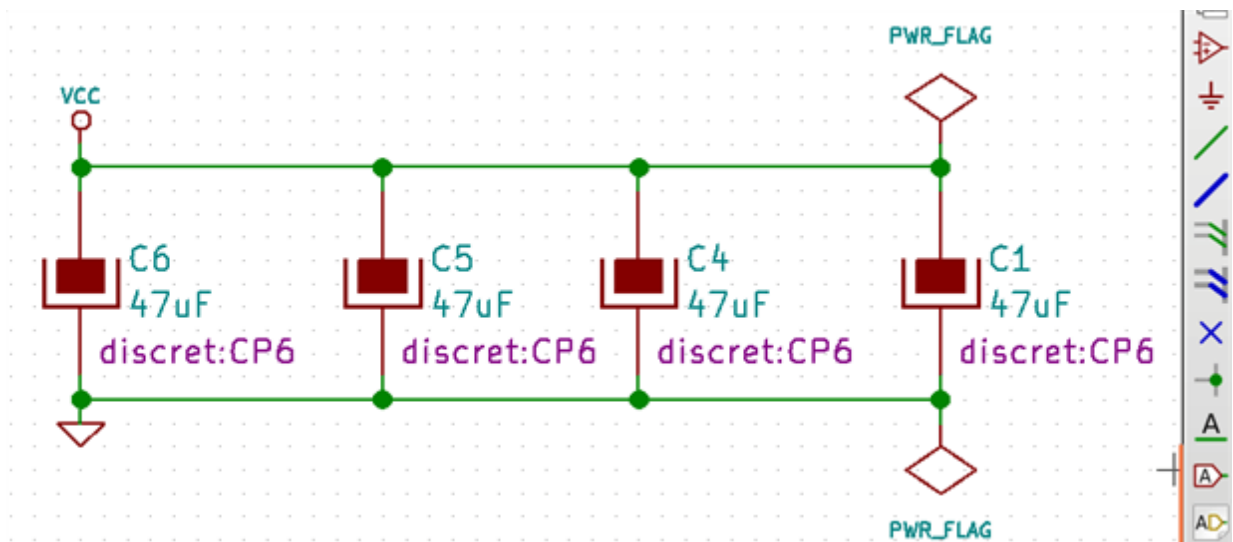 PWR_FLAG
VCC
C6
47uF
discret:CP6
C5
47uF
discret:CP6
C4
47uF
discret:CP6
C1
47uF
discret:CP6
PWR_FLAG
A
A
AD